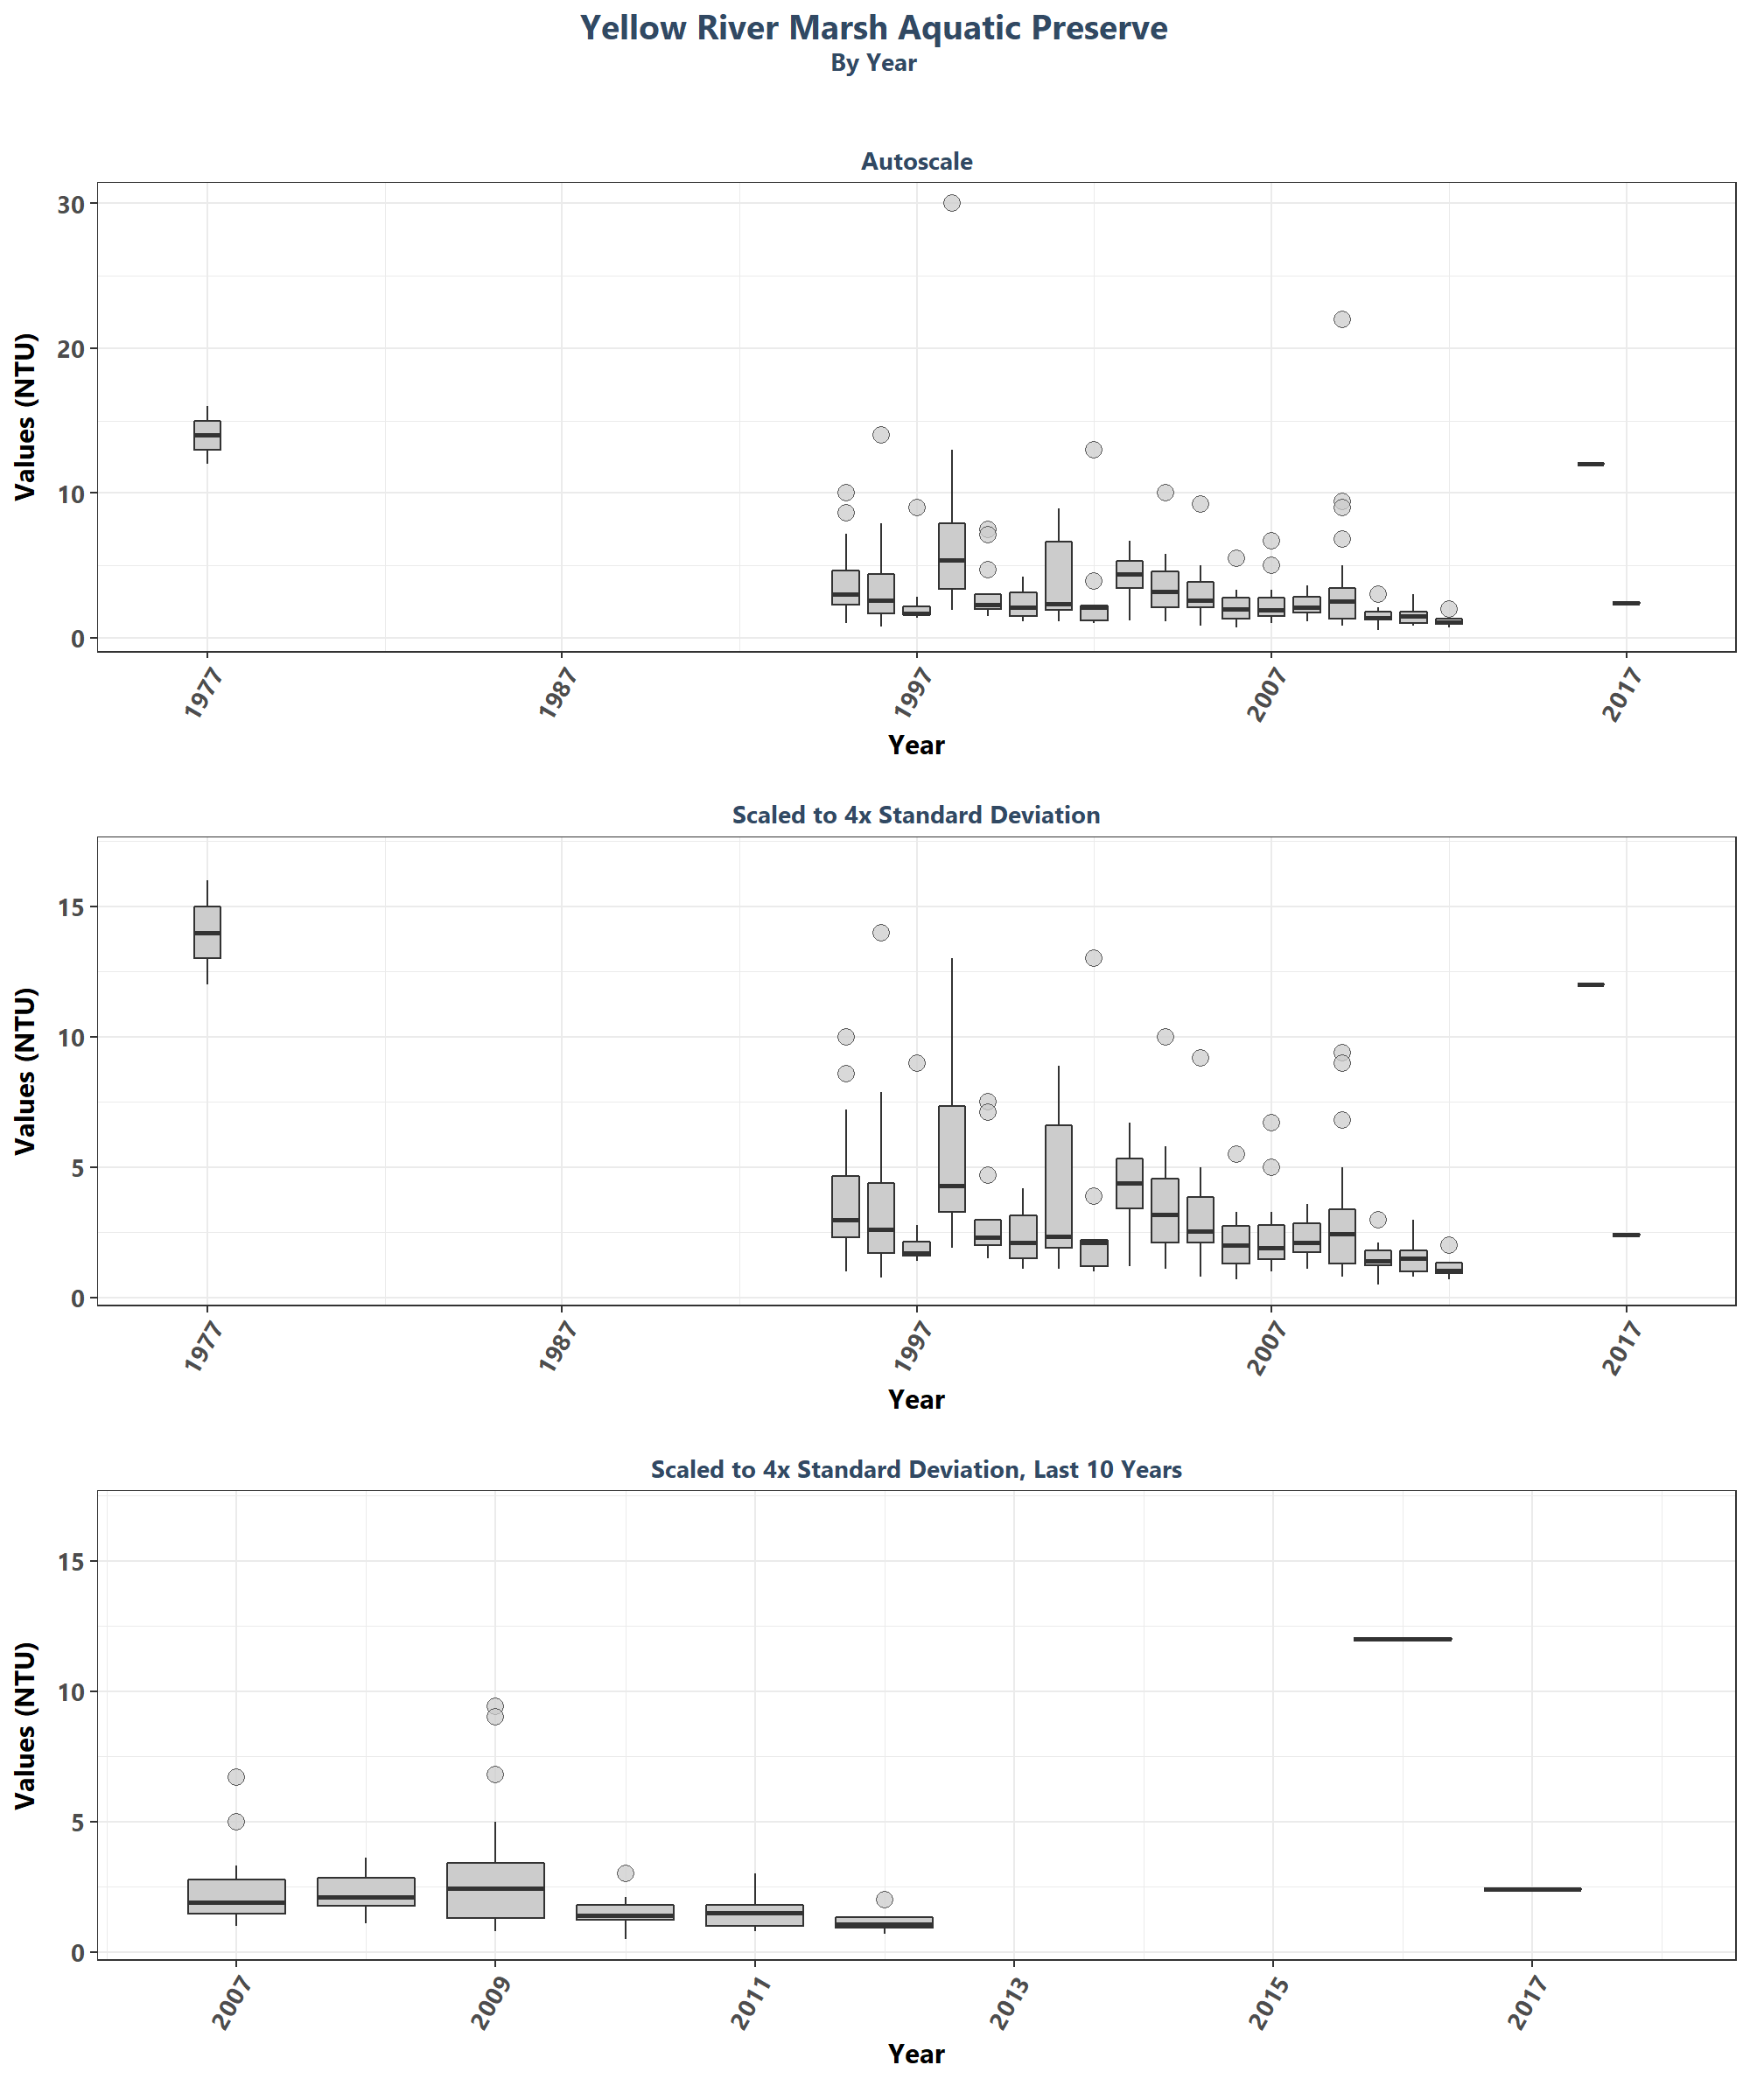 Yellow River Marsh Aquatic Preserve
By Year
Autoscale
Values (NTU)
30
20
10
0
1977
1987
1997
2007
2017
Year
Scaled to 4x Standard Deviation
Values (NTU)
15
10
5
0
1977
1987
1997
2007
2017
Year
Scaled to 4x Standard Deviation, Last 10 Years
Values (NTU)
15
10
5
0
2007
2009
2011
2013
2015
2017
Year